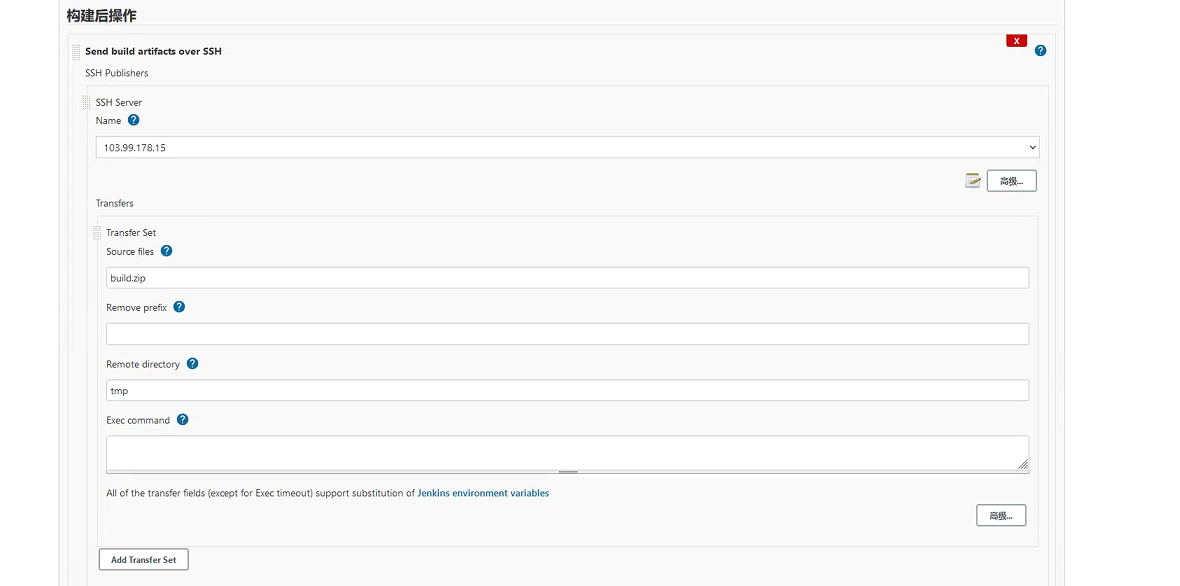 构建后操作
Send build artifacts over SSH
X
?
SSH Publishers
SSH Server
Name ?
103.99.178.15
高级...
Transfers
Transfer Set
Source files ?
build.zip
Remove prefix ?
Remote directory ?
tmp
Exec command ?
All of the transfer fields (except for Exec timeout) support substitution of Jenkins environment variables
高级...
Add Transfer Set